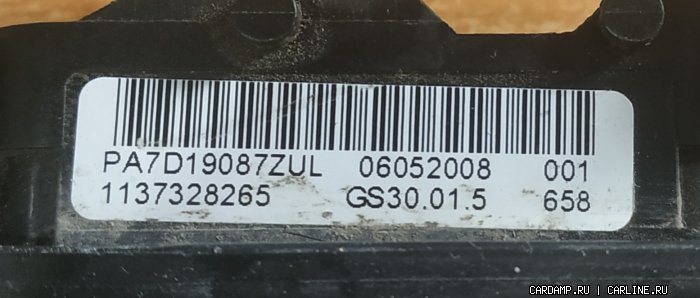 PA7D19087ZUL 06052008 001
1137328265 GS30.01.5 658
CARDAMP.RU | CARLINE.RU